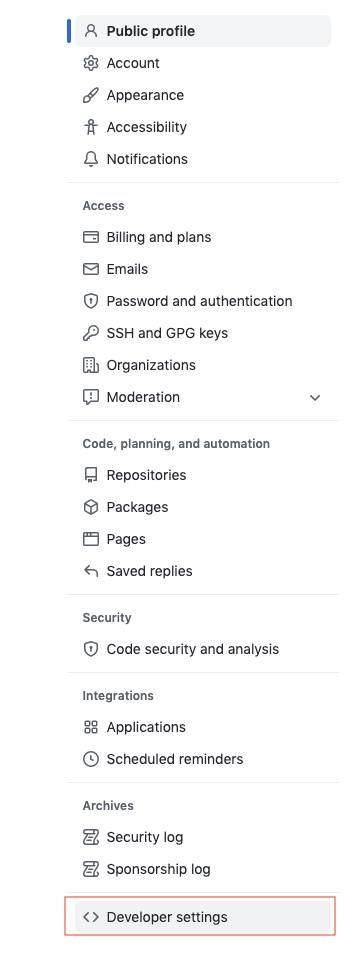 Public profile
Account
Appearance
Accessibility
Notifications
Access
Billing and plans
Emails
Password and authentication
SSH and GPG keys
Organizations
Moderation
Code, planning, and automation
Repositories
Packages
Pages
Saved replies
Security
Code security and analysis
Integrations
Applications
Scheduled reminders
Archives
Security log
Sponsorship log
Developer settings